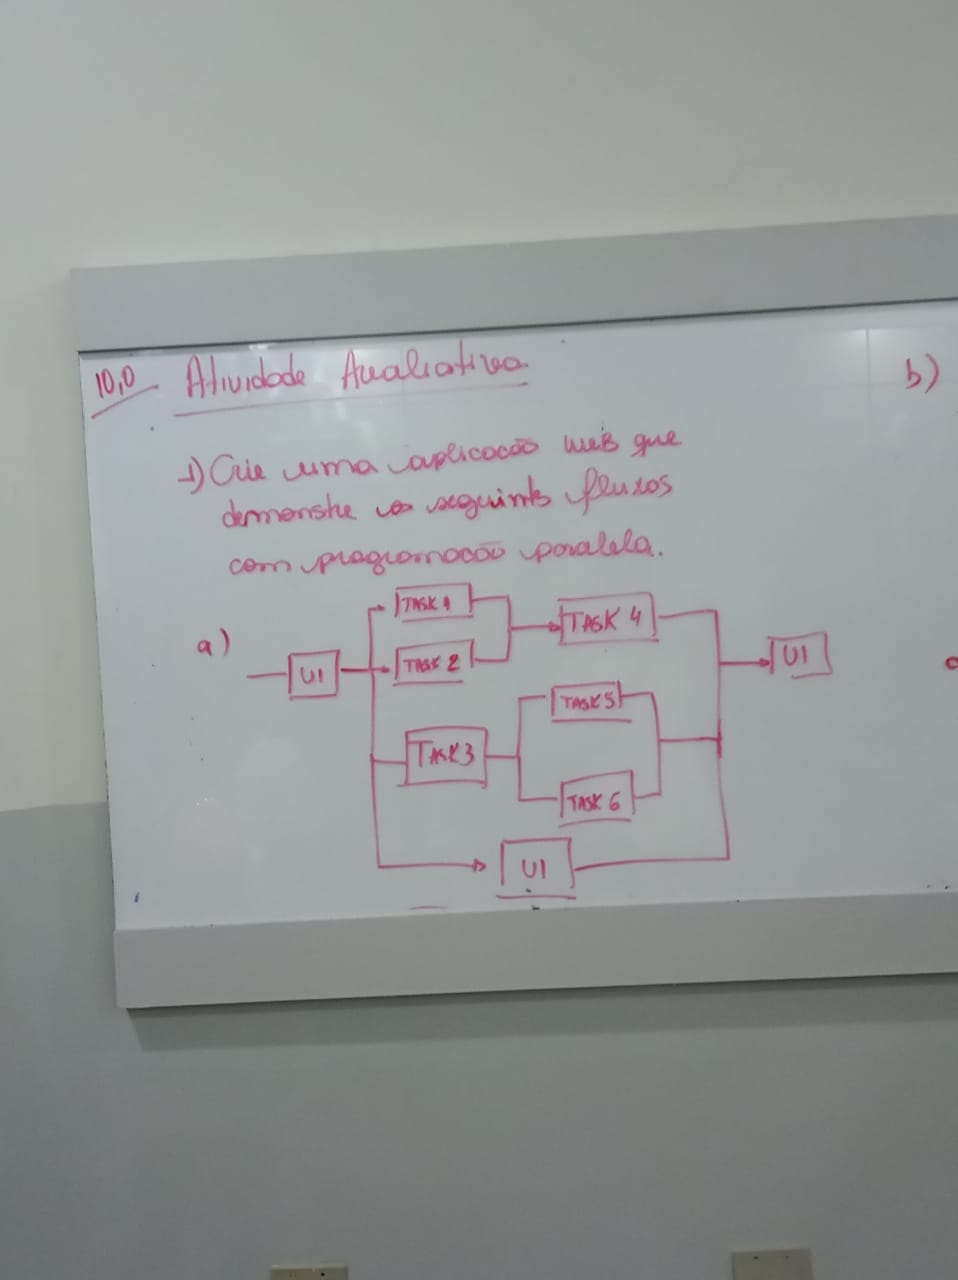 10,0 Atividade Avaliativa
1) Crie uma aplicação web que
demonstre os seguintes fluxos
com programação paralela.
a)
UI
TASK 1
TASK 2
TASK 3
TASK 4
TASK 5
TASK 6
UI
UI
b)